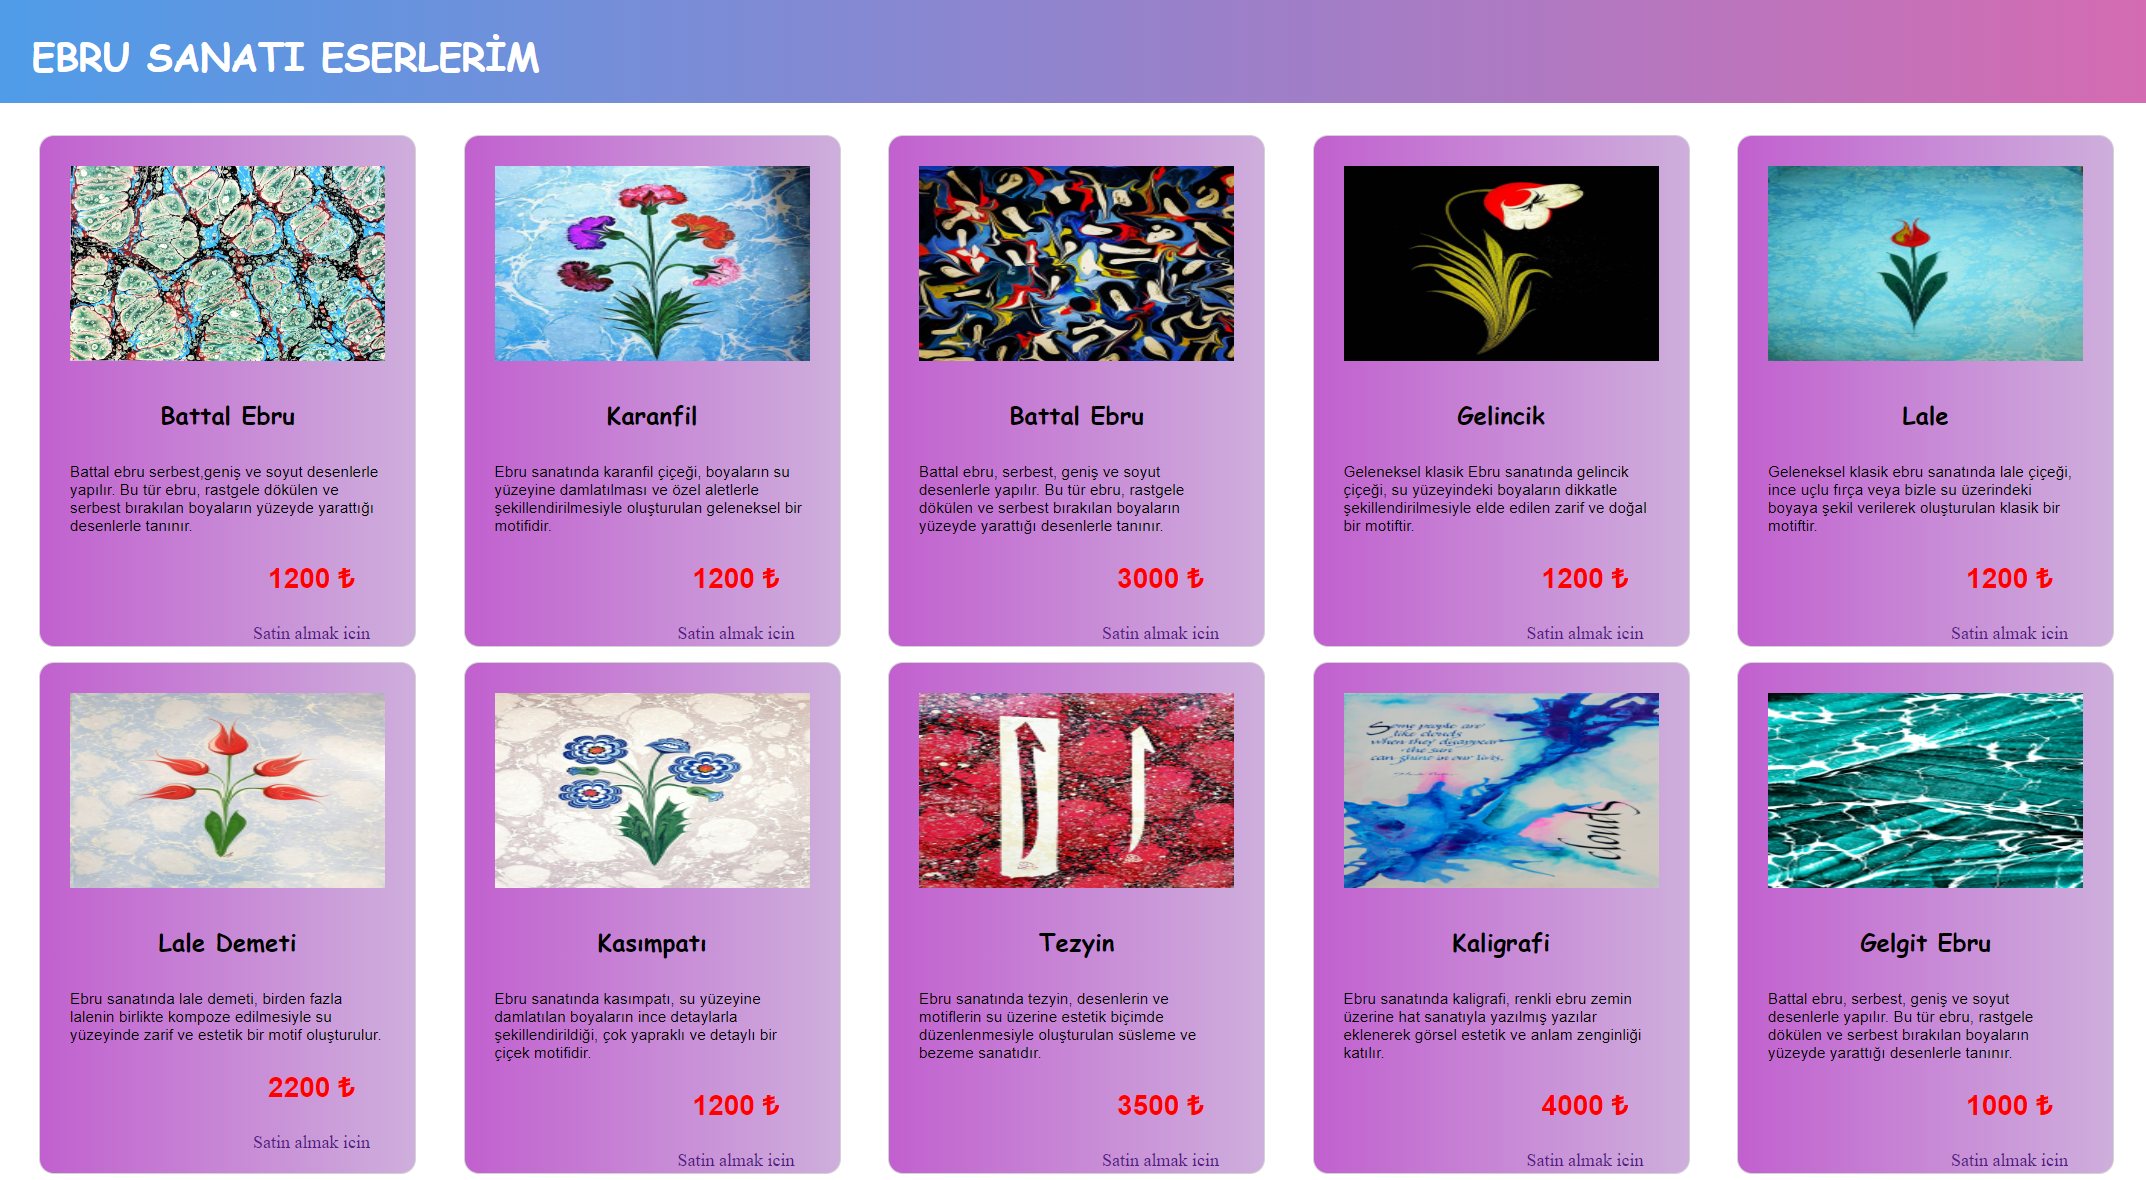 EBRU SANATI ESERLERİM
Battal Ebru
Battal ebru serbest,geniş ve soyut desenlerle
yapılır. Bu tür ebru, rastgele dökülen ve
serbest bırakılan boyaların yüzeyde yarattığı
desenlerle tanınır.
1200 ₺
Satin almak icin
Karanfil
Ebru sanatında karanfil çiçeği, boyaların su
yüzeyine damlatılması ve özel aletlerle
şekillendirilmesiyle oluşturulan geleneksel bir
motifidir.
1200 ₺
Satin almak icin
Battal Ebru
Battal ebru, serbest, geniş ve soyut
desenlerle yapılır. Bu tür ebru, rastgele
dökülen ve serbest bırakılan boyaların
yüzeyde yarattığı desenlerle tanınır.
3000 ₺
Satin almak icin
Gelincik
Geleneksel klasik Ebru sanatında gelincik
çiçeği, su yüzeyindeki boyaların dikkatle
şekillendirilmesiyle elde edilen zarif ve doğal
bir motiftir.
1200 ₺
Satin almak icin
Lale
Geleneksel klasik ebru sanatında lale çiçeği,
ince uçlu fırça veya bizle su üzerindeki
boyaya şekil verilerek oluşturulan klasik bir
motiftir.
1200 ₺
Satin almak icin
Lale Demeti
Ebru sanatında lale demeti, birden fazla
lalenin birlikte kompoze edilmesiyle su
yüzeyinde zarif ve estetik bir motif oluşturulur.
2200 ₺
Satin almak icin
Kasımpatı
Ebru sanatında kasımpatı, su yüzeyine
damlatılan boyaların ince detaylarla
şekillendirildiği, çok yapraklı ve detaylı bir
çiçek motifidir.
1200 ₺
Satin almak icin
Tezyin
Ebru sanatında tezyin, desenlerin ve
motiflerin su üzerine estetik biçimde
düzenlenmesiyle oluşturulan süsleme ve
bezeme sanatıdır.
3500 ₺
Satin almak icin
Some people are
like clouds
when they disappear
the sun
can shine in our lives.
clouds
Kaligrafi
Ebru sanatında kaligrafi, renkli ebru zemin
üzerine hat sanatıyla yazılmış yazılar
eklenerek görsel estetik ve anlam zenginliği
katılır.
4000 ₺
Satin almak icin
Gelgit Ebru
Battal ebru, serbest, geniş ve soyut
desenlerle yapılır. Bu tür ebru, rastgele
dökülen ve serbest bırakılan boyaların
yüzeyde yarattığı desenlerle tanınır.
1000 ₺
Satin almak icin